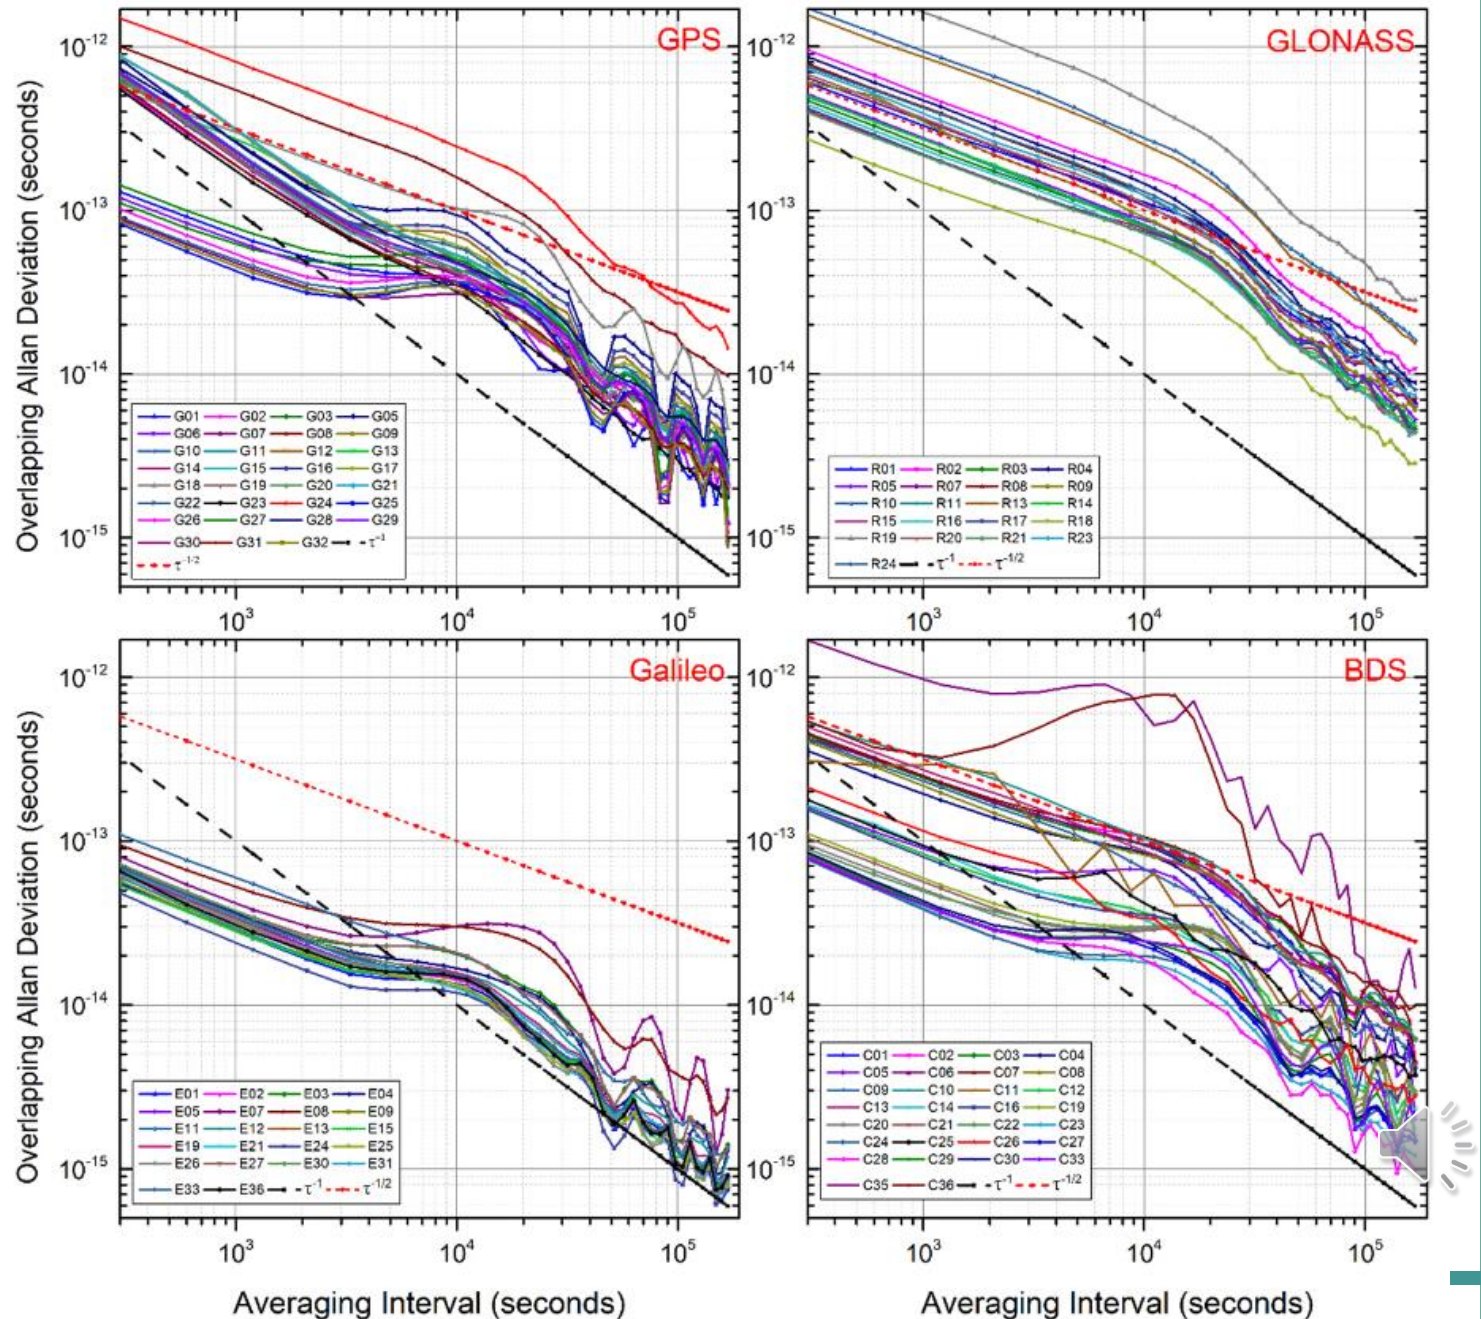 GPS
Overlapping Allan Deviation (seconds)
10⁻¹²
10⁻¹³
10⁻¹⁴
10⁻¹⁵
G01 G02 G03 G05
G06 G07 G08 G09
G10 G11 G12 G13
G14 G15 G16 G17
G18 G19 G20 G21
G22 G23 G24 G25
G26 G27 G28 G29
G30 G31 G32 τ⁻¹
τ⁻¹ᐟ²
10³ 10⁴ 10⁵
GLONASS
10⁻¹²
10⁻¹³
10⁻¹⁴
10⁻¹⁵
R01 R02 R03 R04
R05 R07 R08 R09
R10 R11 R13 R14
R15 R16 R17 R18
R19 R20 R21 R23
R24 τ⁻¹ τ⁻¹ᐟ²
10³ 10⁴ 10⁵
Galileo
Overlapping Allan Deviation (seconds)
10⁻¹²
10⁻¹³
10⁻¹⁴
10⁻¹⁵
E01 E02 E03 E04
E05 E07 E08 E09
E11 E12 E13 E15
E19 E21 E24 E25
E26 E27 E30 E31
E33 E36 τ⁻¹ τ⁻¹ᐟ²
10³ 10⁴ 10⁵
Averaging Interval (seconds)
BDS
10⁻¹²
10⁻¹³
10⁻¹⁴
10⁻¹⁵
C01 C02 C03 C04
C05 C06 C07 C08
C09 C10 C11 C12
C13 C14 C16 C19
C20 C21 C22 C23
C24 C25 C26 C27
C28 C29 C30 C33
C35 C36 τ⁻¹ τ⁻¹ᐟ²
10³ 10⁴ 10⁵
Averaging Interval (seconds)